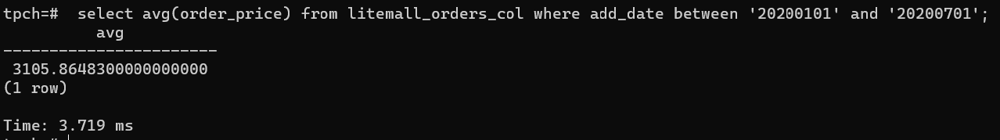 tpch=#  select avg(order_price) from litemall_orders_col where add_date between '20200101' and '20200701';
          avg
-----------------------
 3105.8648300000000000
(1 row)

Time: 3.719 ms